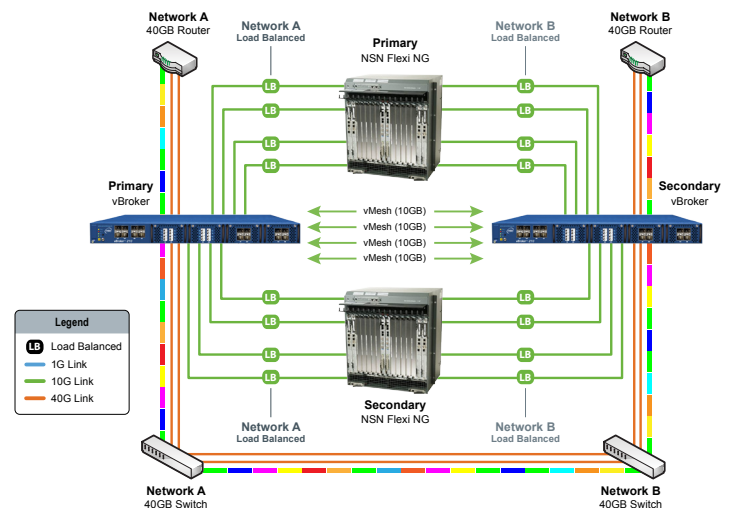 Network A
40GB Router
Network B
40GB Router
Network A
Load Balanced
Network B
Load Balanced
Primary
NSN Flexi NG
LB
LB
LB
LB
LB
LB
LB
LB
Primary
vBroker
Secondary
vBroker
vMesh (10GB)
vMesh (10GB)
vMesh (10GB)
vMesh (10GB)
LB
LB
LB
LB
LB
LB
LB
LB
Legend
LB Load Balanced
1G Link
10G Link
40G Link
Secondary
NSN Flexi NG
Network A
Load Balanced
Network B
Load Balanced
Network A
40GB Switch
Network B
40GB Switch